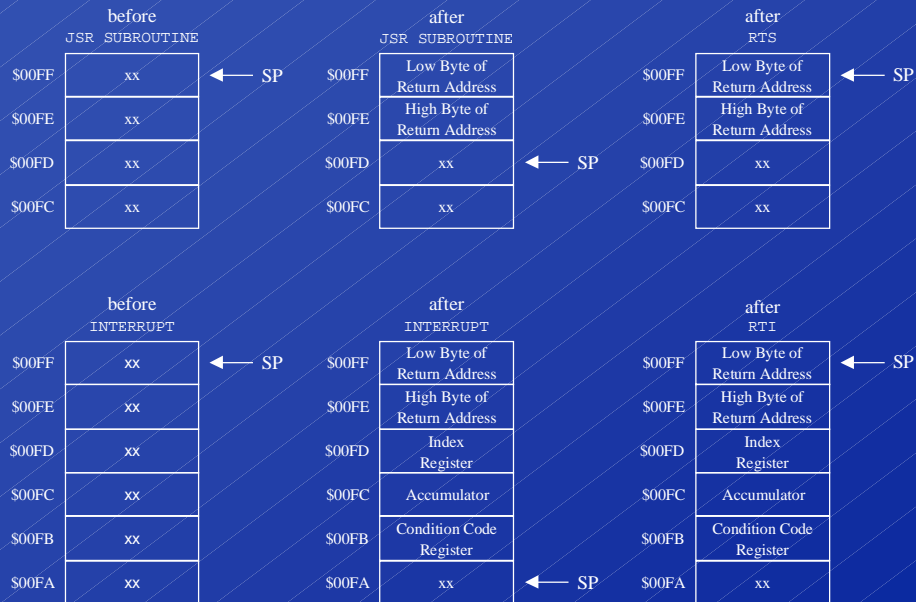 before
JSR SUBROUTINE
$00FF
xx
SP
$00FE
xx
$00FD
xx
$00FC
xx
after
JSR SUBROUTINE
$00FF
Low Byte of
Return Address
$00FE
High Byte of
Return Address
$00FD
xx
SP
$00FC
xx
after
RTS
$00FF
Low Byte of
Return Address
SP
$00FE
High Byte of
Return Address
$00FD
xx
$00FC
xx
before
INTERRUPT
$00FF
xx
SP
$00FE
xx
$00FD
xx
$00FC
xx
$00FB
xx
$00FA
xx
after
INTERRUPT
$00FF
Low Byte of
Return Address
$00FE
High Byte of
Return Address
$00FD
Index
Register
$00FC
Accumulator
$00FB
Condition Code
Register
$00FA
xx
SP
after
RTI
$00FF
Low Byte of
Return Address
SP
$00FE
High Byte of
Return Address
$00FD
Index
Register
$00FC
Accumulator
$00FB
Condition Code
Register
$00FA
xx